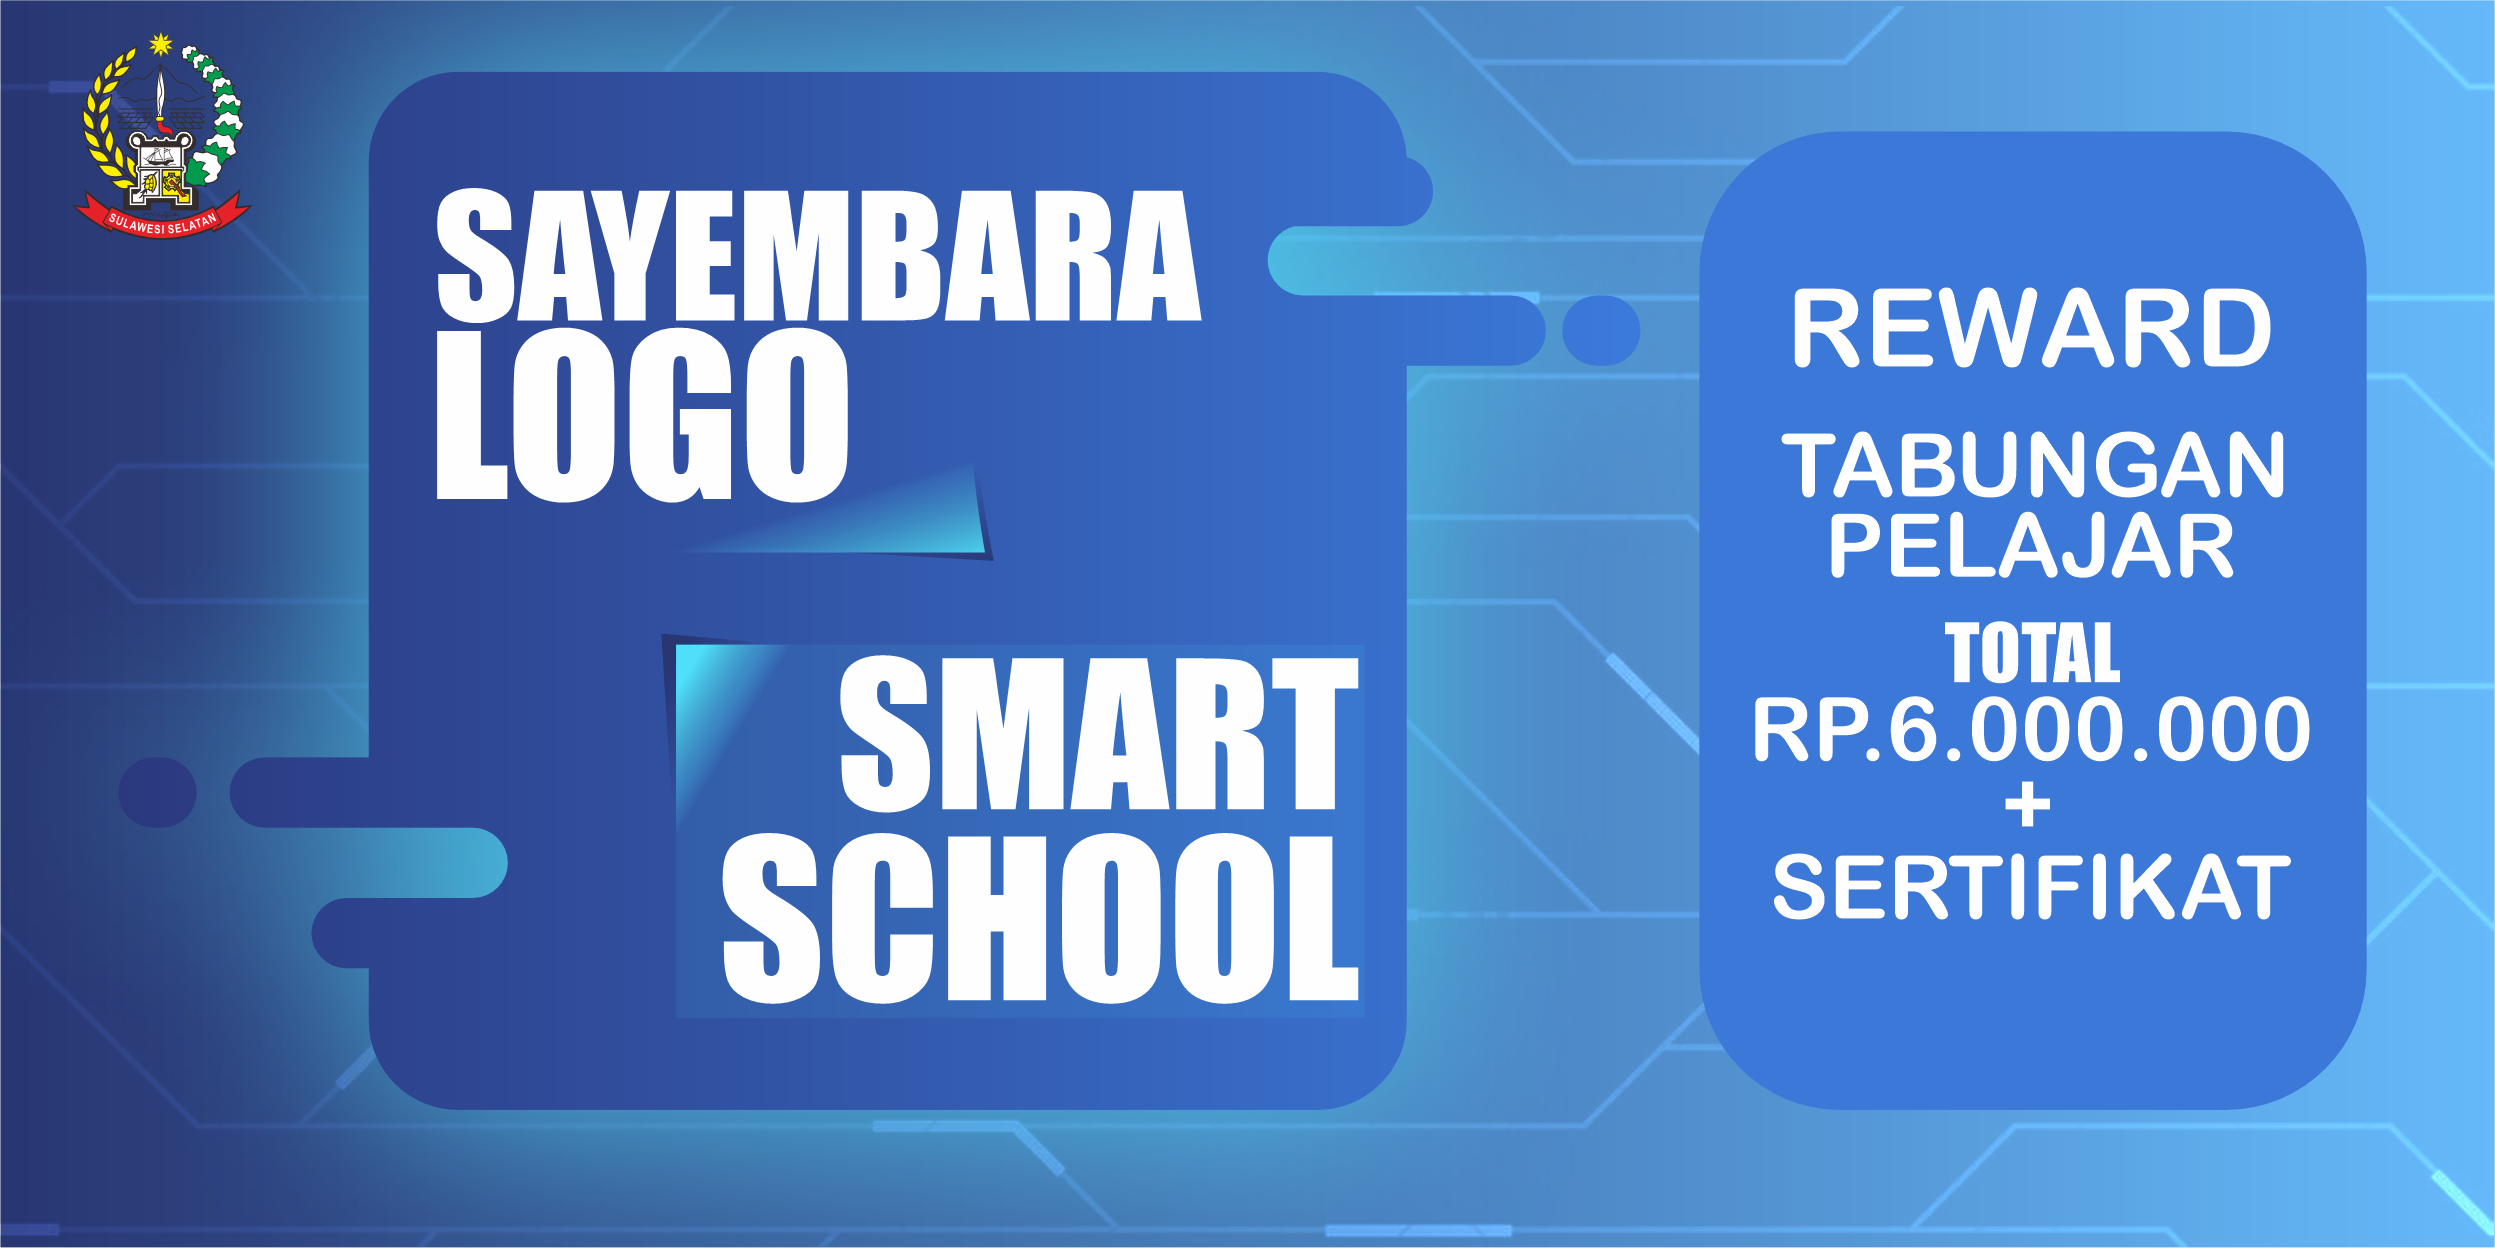 SULAWESI SELATAN
SAYEMBARA
LOGO
SMART
SCHOOL
REWARD
TABUNGAN
PELAJAR
TOTAL
RP.6.000.000
+
SERTIFIKAT